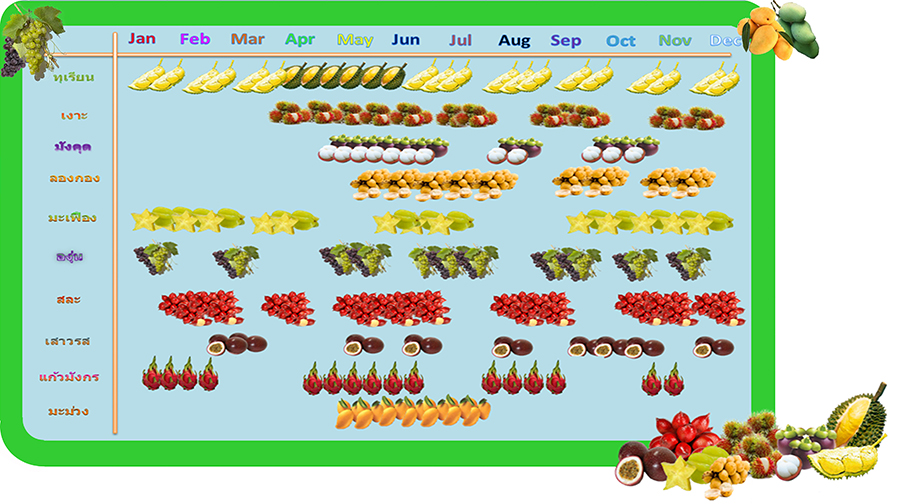 Jan Feb Mar Apr May Jun Jul Aug Sep Oct Nov Dec
ทุเรียน
เงาะ
มังคุด
ลองกอง
มะเฟือง
องุ่น
สละ
เสาวรส
แก้วมังกร
มะม่วง